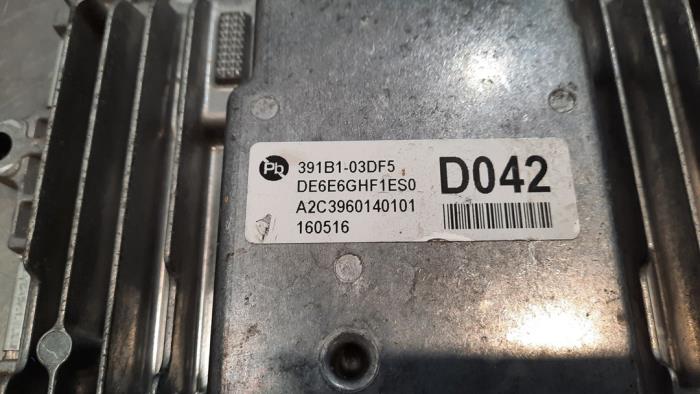 Pb
391B1-03DF5
DE6E6GHF1ES0
D042
A2C3960140101
160516